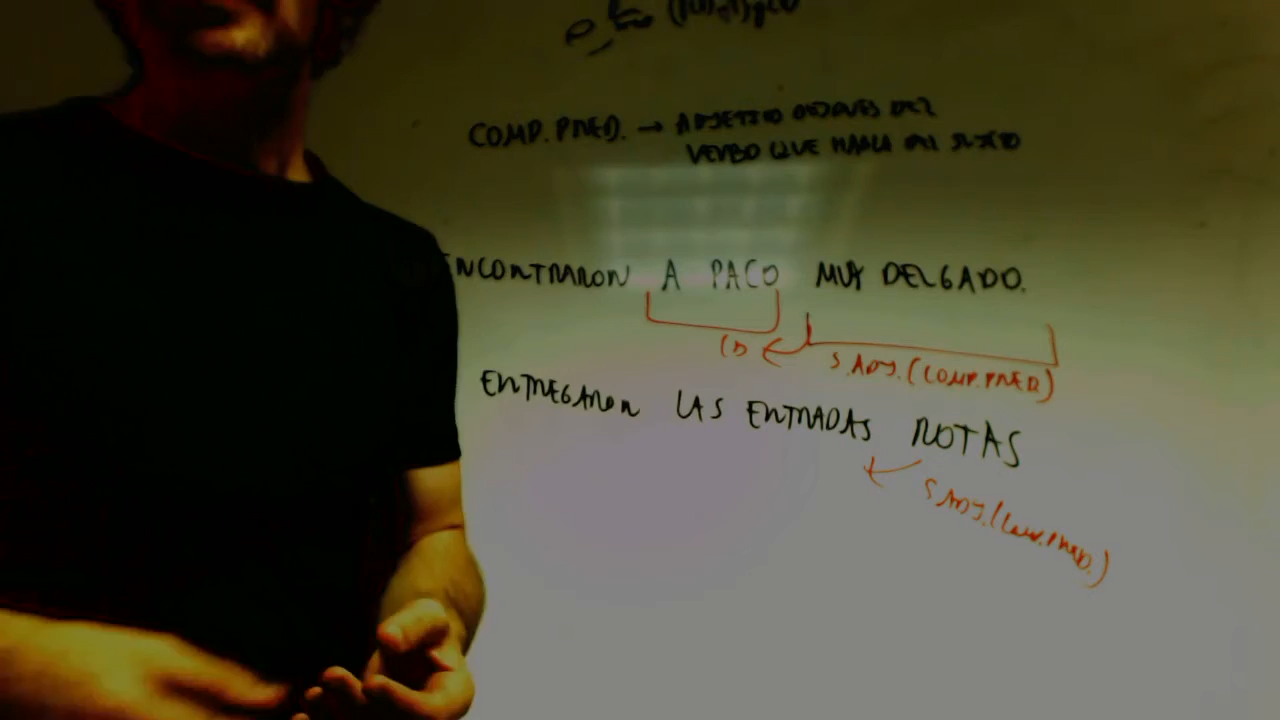 COMP. PRED. → ADJETIVO DESPUES DEL
VERBO QUE HABLA DEL SUJETO
ENCONTRARON A PACO MUY DELGADO.
CD ← S.ADJ. (COMP. PRED)
ENTREGARON LAS ENTRADAS ROTAS
S.ADJ. (COMP. PRED.)